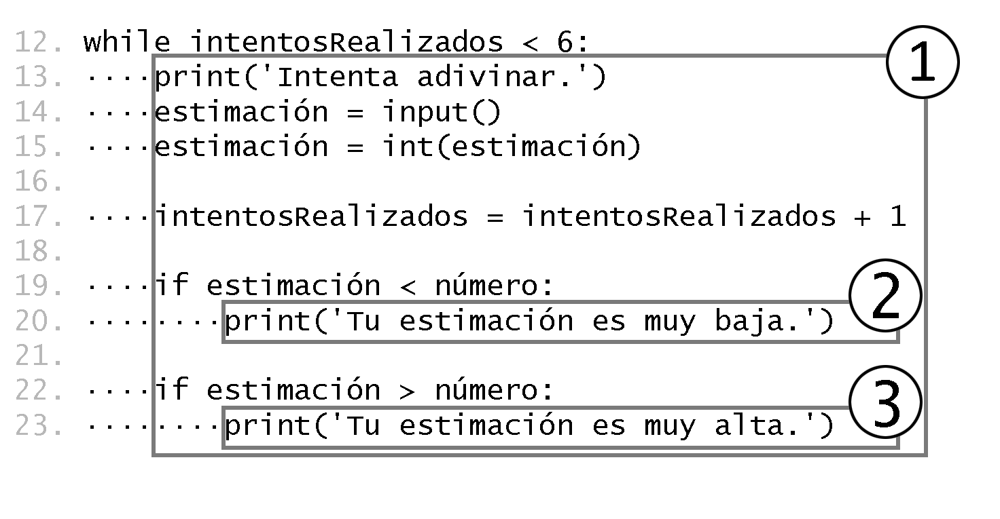 12. while intentosRealizados < 6:
13. ····print('Intenta adivinar.')
14. ····estimación = input()
15. ····estimación = int(estimación)
16.
17. ····intentosRealizados = intentosRealizados + 1
18.
19. ····if estimación < número:
20. ········print('Tu estimación es muy baja.')
21.
22. ····if estimación > número:
23. ········print('Tu estimación es muy alta.')
1
2
3